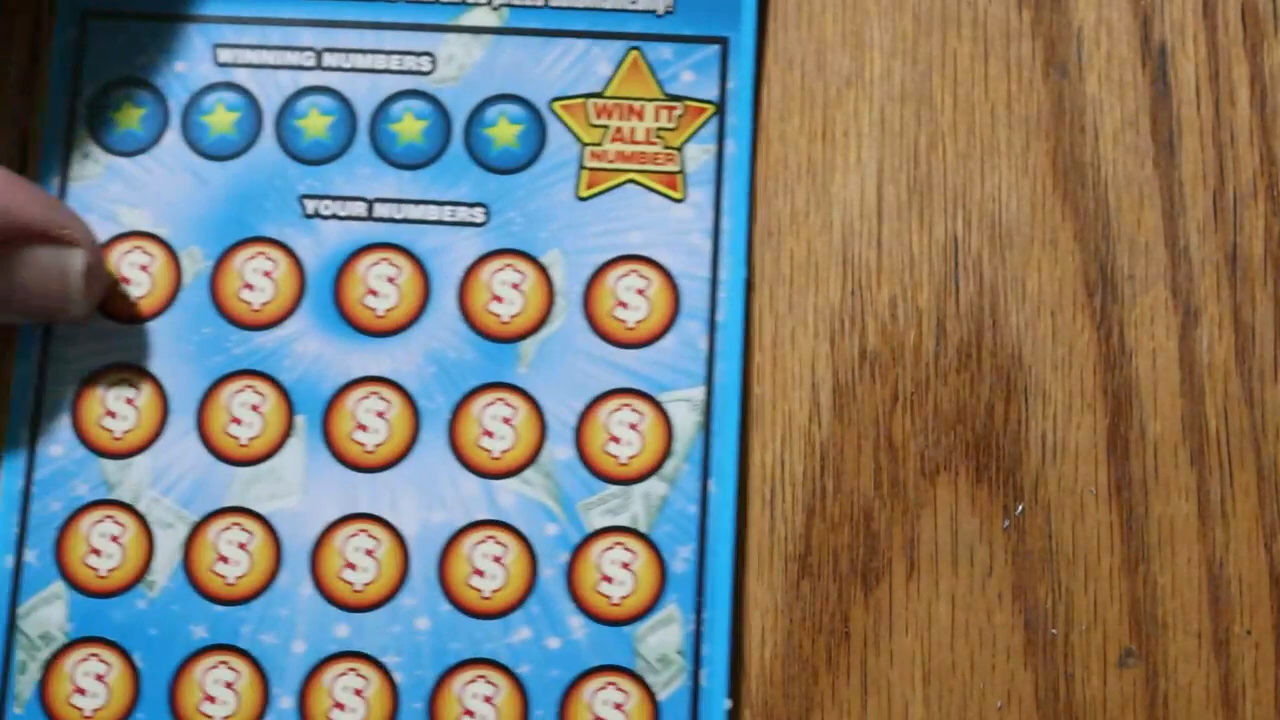 WINNING NUMBERS
WIN IT
ALL
NUMBER
YOUR NUMBERS
$ $ $ $ $
$ $ $ $ $
$ $ $ $ $
$ $ $ $ $